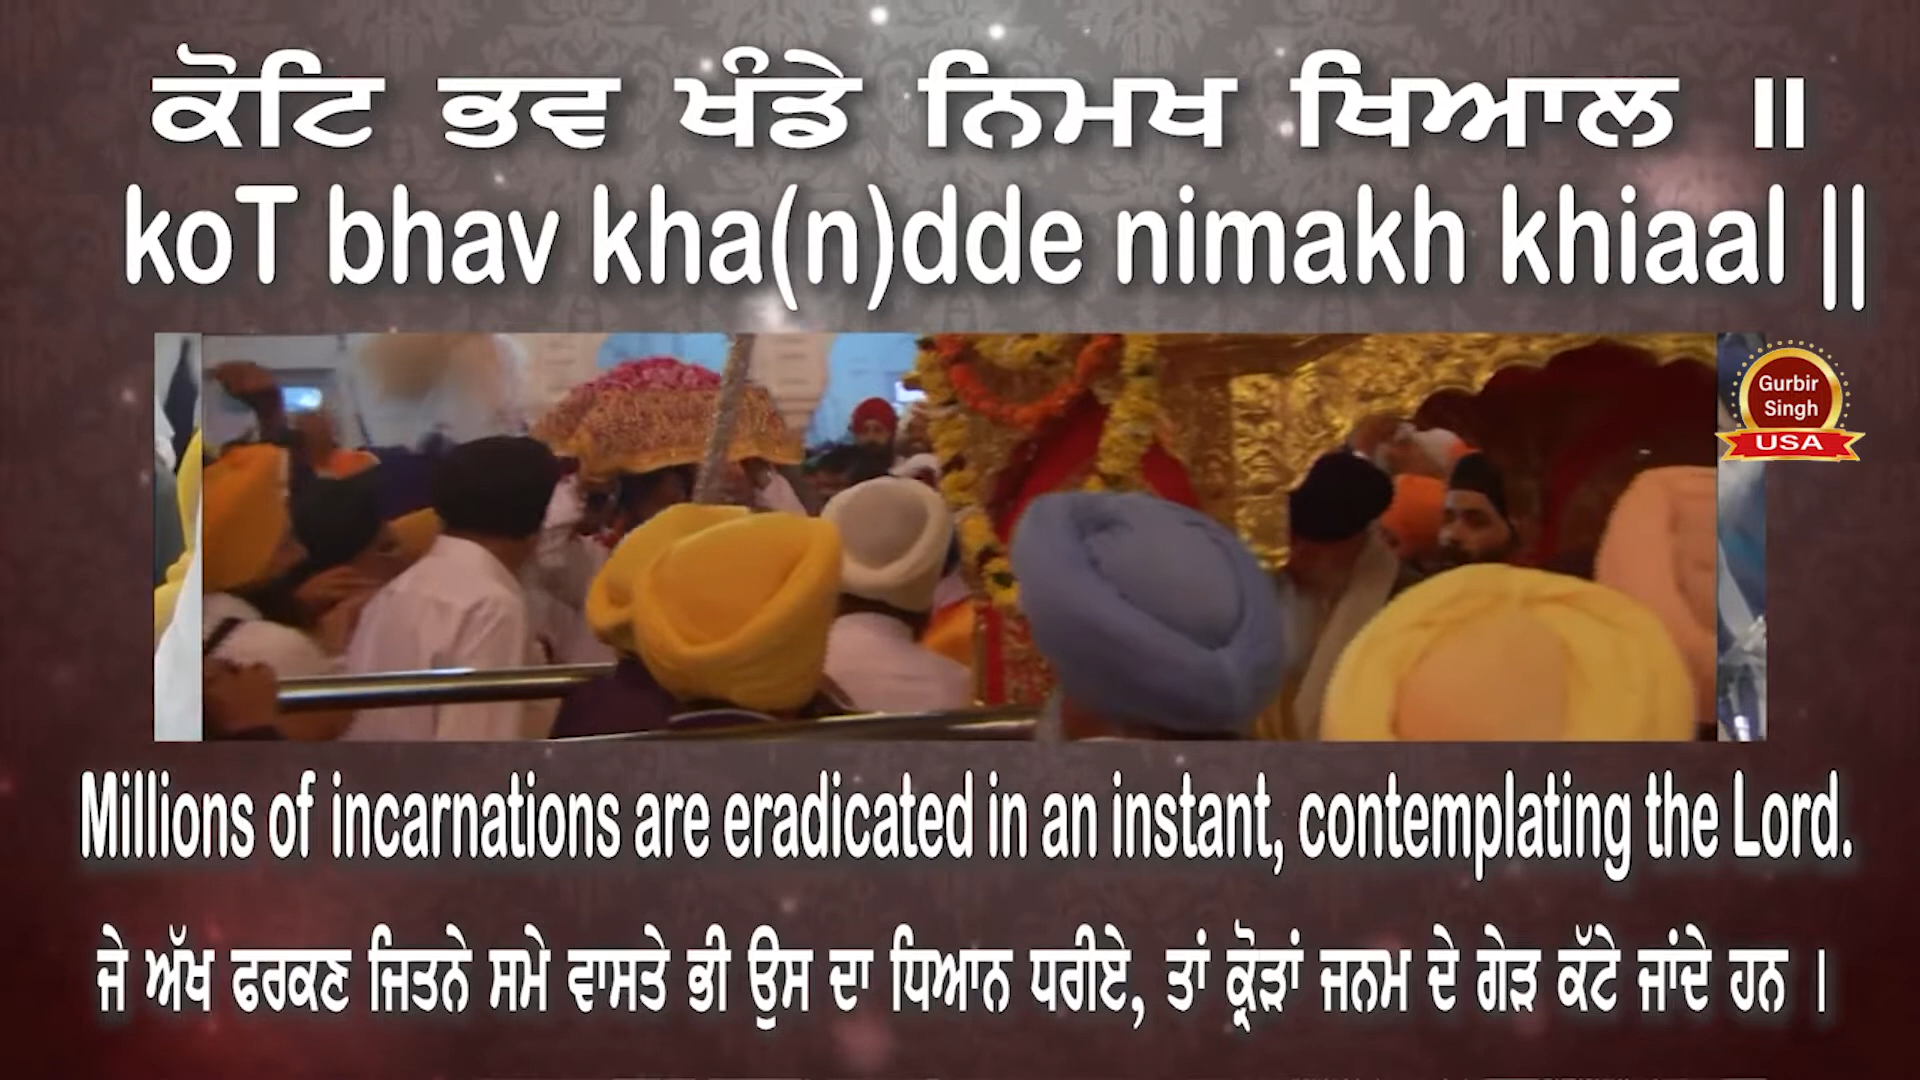 ਕੋਟਿ ਭਵ ਖੰਡੇ ਨਿਮਖ ਖਿਆਲ ॥
koT bhav kha(n)dde nimakh khiaal ||
Gurbir
Singh
USA
Millions of incarnations are eradicated in an instant, contemplating the Lord.
ਜੇ ਅੱਖ ਫਰਕਣ ਜਿਤਨੇ ਸਮੇ ਵਾਸਤੇ ਭੀ ਉਸ ਦਾ ਧਿਆਨ ਧਰੀਏ, ਤਾਂ ਕ੍ਰੋੜਾਂ ਜਨਮ ਦੇ ਗੇੜ ਕੱਟੇ ਜਾਂਦੇ ਹਨ ।